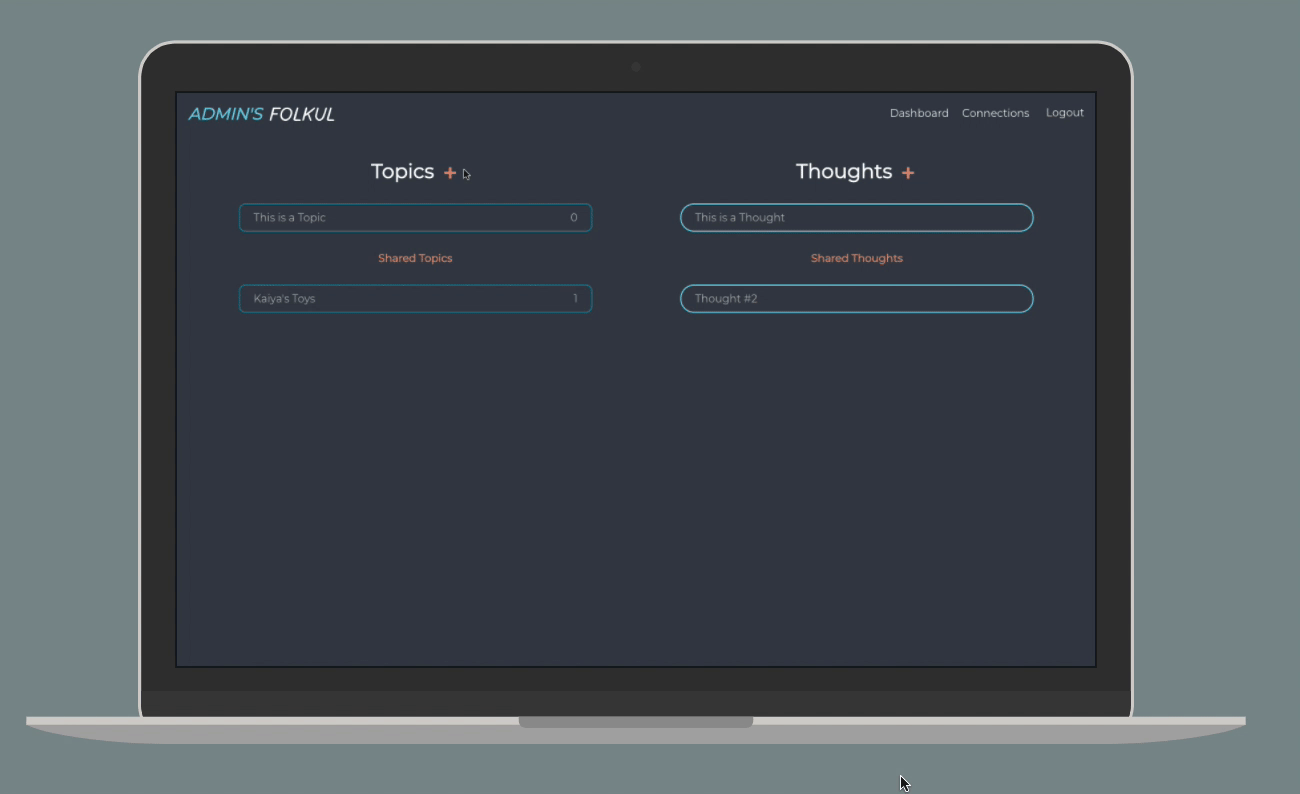 ADMIN'S FOLKUL
Dashboard Connections Logout
Topics +
This is a Topic 0
Shared Topics
Kaiya's Toys 1
Thoughts +
This is a Thought
Shared Thoughts
Thought #2